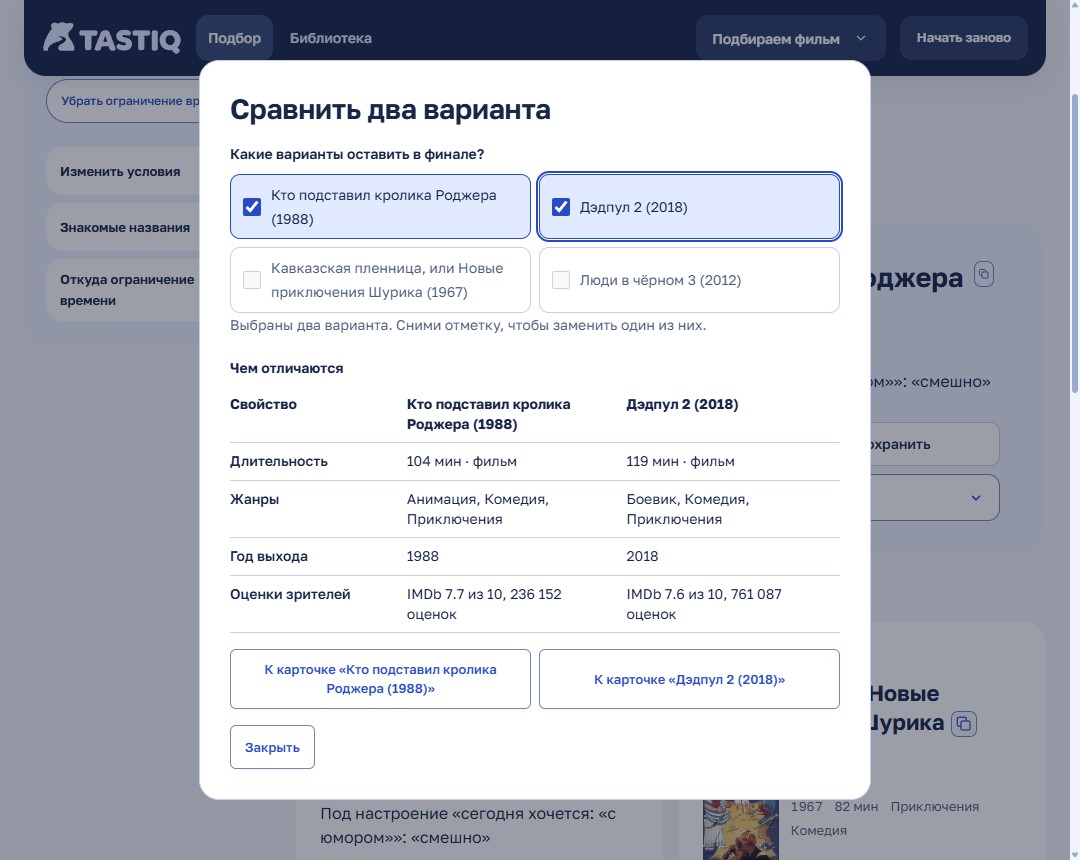 TASTIQ
Подбор
Библиотека
Подбираем фильм
Начать заново
Убрать ограничение вр
Изменить условия
Знакомые названия
Откуда ограничение
времени
Сравнить два варианта
Какие варианты оставить в финале?
Кто подставил кролика Роджера
(1988)
Дэдпул 2 (2018)
Кавказская пленница, или Новые
приключения Шурика (1967)
Люди в чёрном 3 (2012)
Выбраны два варианта. Сними отметку, чтобы заменить один из них.
Чем отличаются
Свойство
Кто подставил кролика
Роджера (1988)
Дэдпул 2 (2018)
Длительность
104 мин · фильм
119 мин · фильм
Жанры
Анимация, Комедия,
Приключения
Боевик, Комедия,
Приключения
Год выхода
1988
2018
Оценки зрителей
IMDb 7.7 из 10, 236 152
оценок
IMDb 7.6 из 10, 761 087
оценок
К карточке «Кто подставил кролика
Роджера (1988)»
К карточке «Дэдпул 2 (2018)»
Закрыть
оджера
ом»»: «смешно»
охранить
Новые
Шурика
Под настроение «сегодня хочется: «с
юмором»»: «смешно»
1967 82 мин Приключения
Комедия